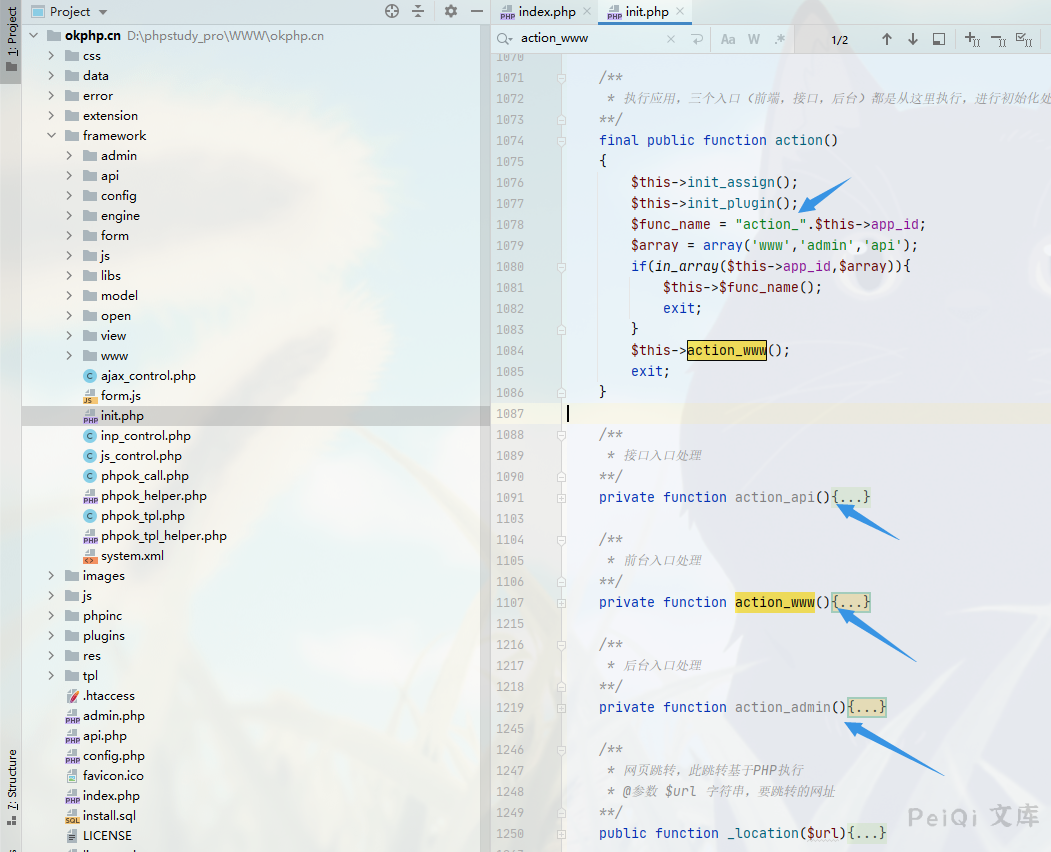 1: Project
Project
okphp.cn D:\phpstudy_pro\WWW\okphp.cn
css
data
error
extension
framework
admin
api
config
engine
form
js
libs
model
open
view
www
ajax_control.php
form.js
init.php
inp_control.php
js_control.php
phpok_call.php
phpok_helper.php
phpok_tpl.php
phpok_tpl_helper.php
system.xml
images
js
phpinc
plugins
res
tpl
.htaccess
admin.php
api.php
config.php
favicon.ico
index.php
install.sql
LICENSE
7: Structure
index.php
init.php
action_www
Aa W .*
1/2
1070
1071 /**
1072 * 执行应用，三个入口（前端，接口，后台）都是从这里执行，进行初始化处
1073 **/
1074 final public function action()
1075 {
1076 $this->init_assign();
1077 $this->init_plugin();
1078 $func_name = "action_".$this->app_id;
1079 $array = array('www','admin','api');
1080 if(in_array($this->app_id,$array)){
1081 $this->$func_name();
1082 exit;
1083 }
1084 $this->action_www();
1085 exit;
1086 }
1087
1088 /**
1089 * 接口入口处理
1090 **/
1091 private function action_api(){...}
1103
1104 /**
1105 * 前台入口处理
1106 **/
1107 private function action_www(){...}
1215
1216 /**
1217 * 后台入口处理
1218 **/
1219 private function action_admin(){...}
1245
1246 /**
1247 * 网页跳转，此跳转基于PHP执行
1248 * @参数 $url 字符串，要跳转的网址
1249 **/
1250 public function _location($url){...}
PeiQi 文库